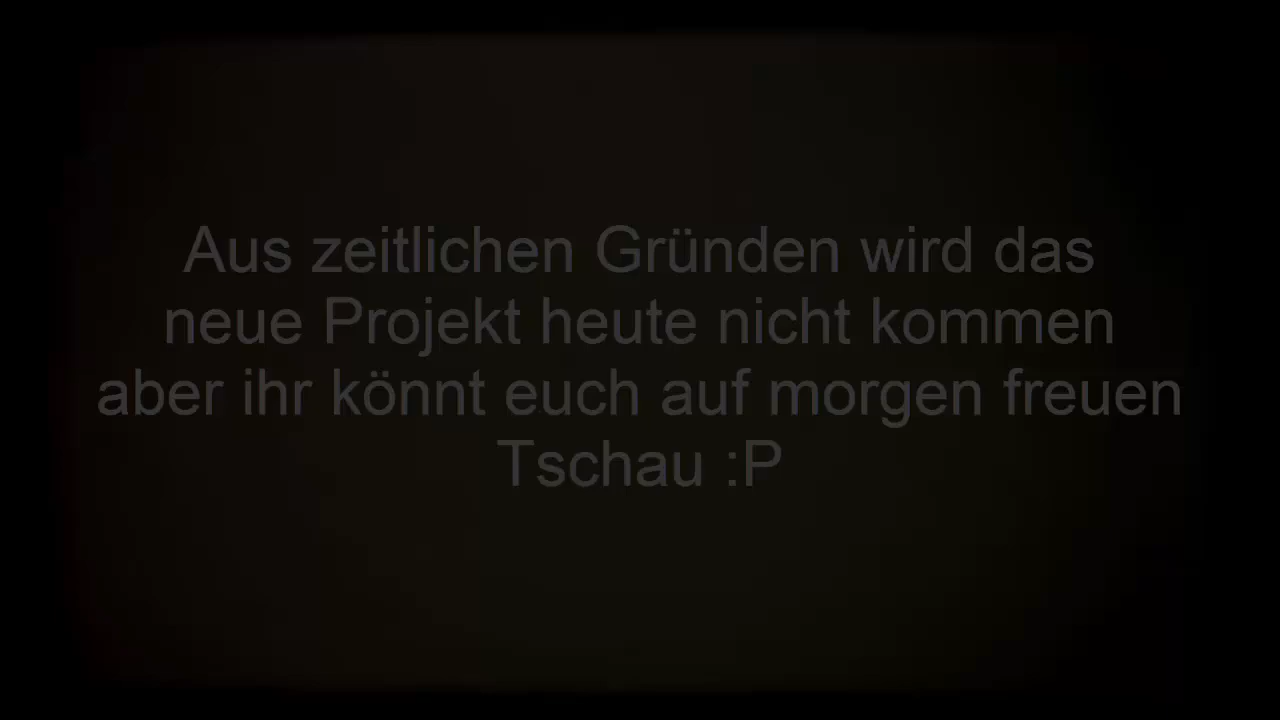 Aus zeitlichen Gründen wird das
neue Projekt heute nicht kommen
aber ihr könnt euch auf morgen freuen
Tschau :P